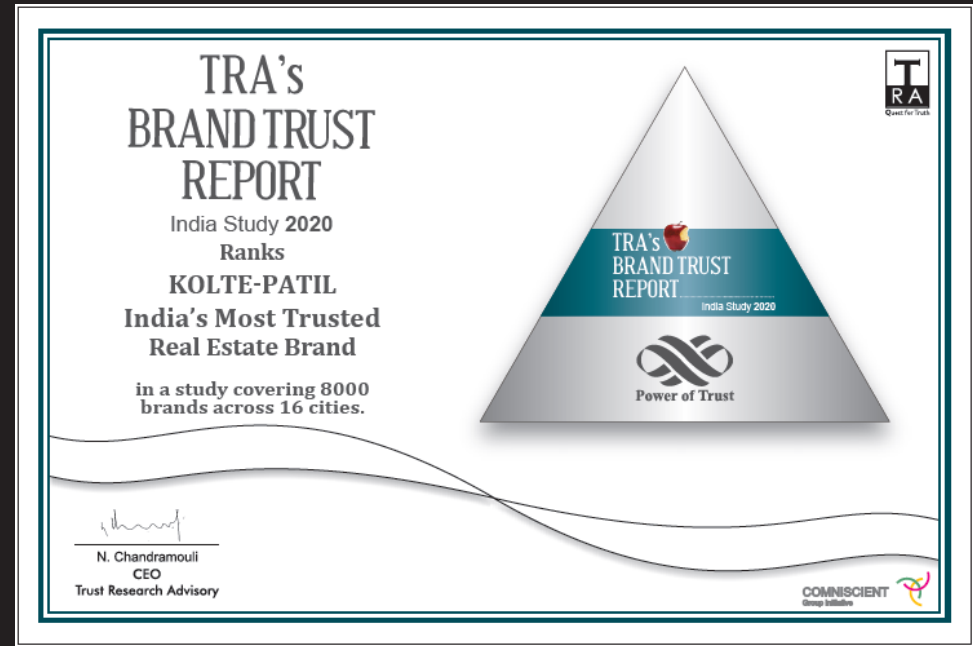 TRA's
BRAND TRUST
REPORT
India Study 2020
Ranks
KOLTE-PATIL
India's Most Trusted
Real Estate Brand
in a study covering 8000
brands across 16 cities.
N. Chandramouli
CEO
Trust Research Advisory
T
RA
Quest for Truth
TRA's
BRAND TRUST
REPORT
India Study 2020
Power of Trust
COMNISCIENT
Group Initiative